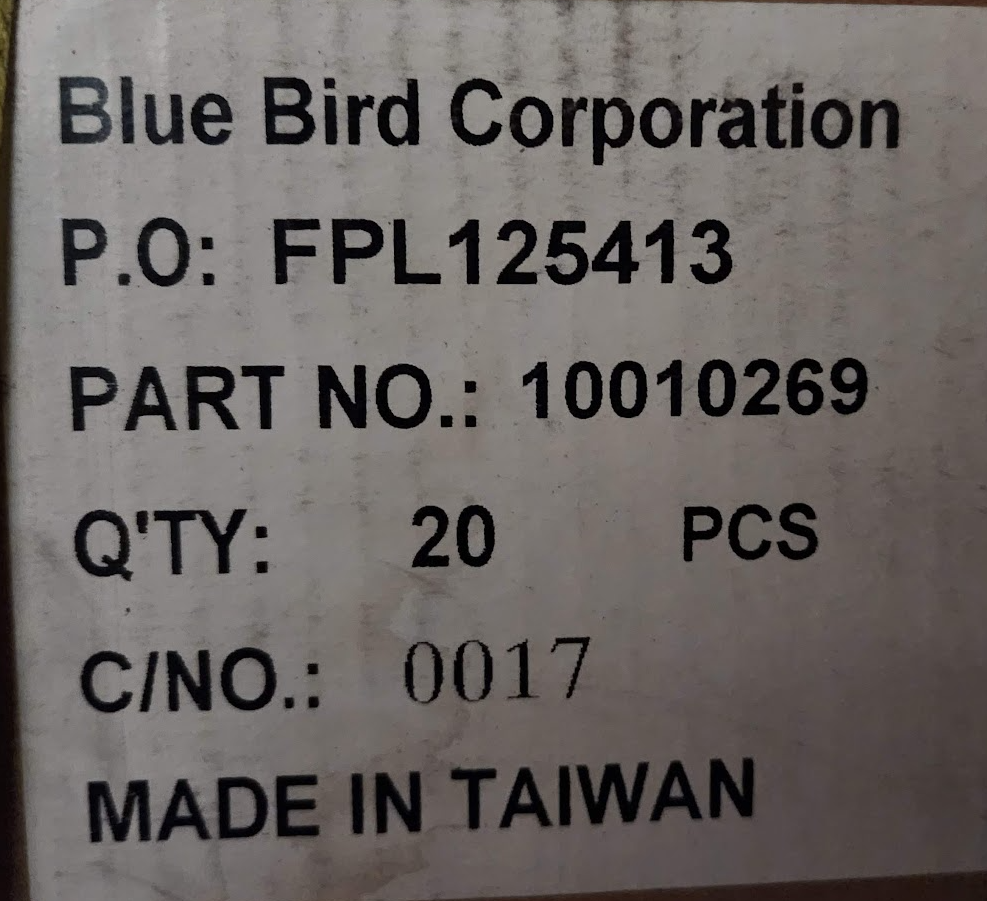 Blue Bird Corporation
P.O: FPL125413
PART NO.: 10010269
Q'TY: 20 PCS
C/NO.: 0017
MADE IN TAIWAN